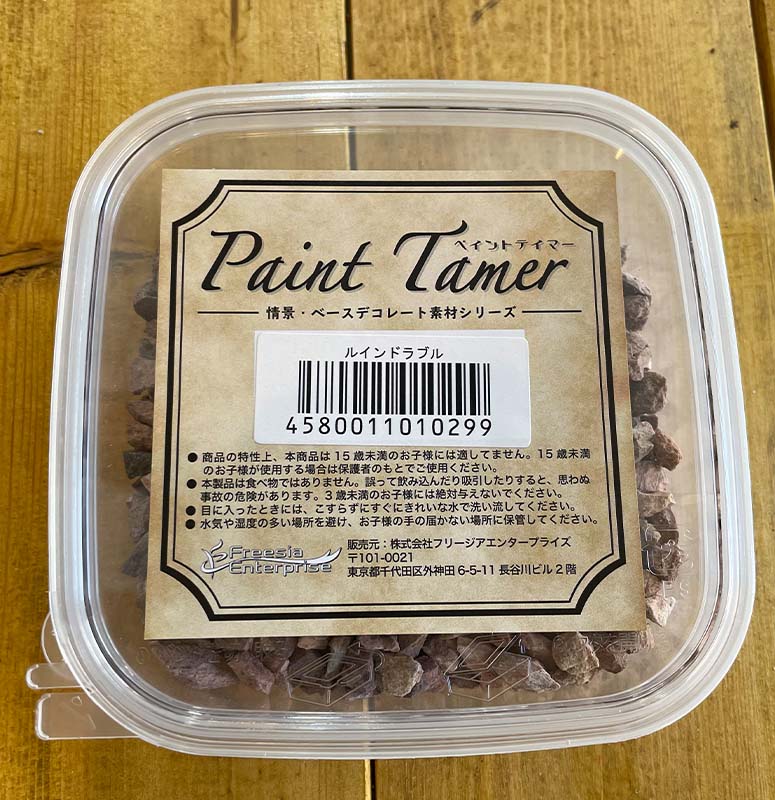 Paint Tamer
ペイントテイマー
情景・ベースデコレート素材シリーズ
ルインドラブル
4580011010299
● 商品の特性上、本商品は 15 歳未満のお子様には適してません。15 歳未満
のお子様が使用する場合は保護者のもとでご使用ください。
● 本製品は食べ物ではありません。誤って飲み込んだり吸引したりすると、思わぬ
事故の危険があります。3 歳未満のお子様には絶対与えないでください。
● 目に入ったときには、こすらずにすぐにきれいな水で洗い流してください。
● 水気や湿度の多い場所を避け、お子様の手の届かない場所に保管してください。
Freesia
Enterprise
販売元：株式会社フリージアエンタープライズ
〒101-0021
東京都千代田区外神田 6-5-11 長谷川ビル 2 階